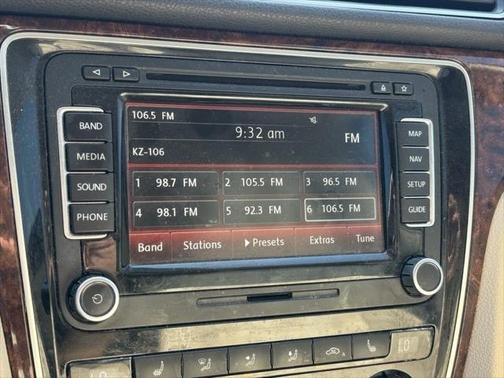 106.5 FM
9:32 am
FM
KZ-106
1 98.7 FM 2 105.5 FM 3 96.5 FM
4 98.1 FM 5 92.3 FM 6 106.5 FM
Band Stations Presets Extras Tune
BAND
MEDIA
SOUND
PHONE
MAP
NAV
SETUP
GUIDE
LO
LO